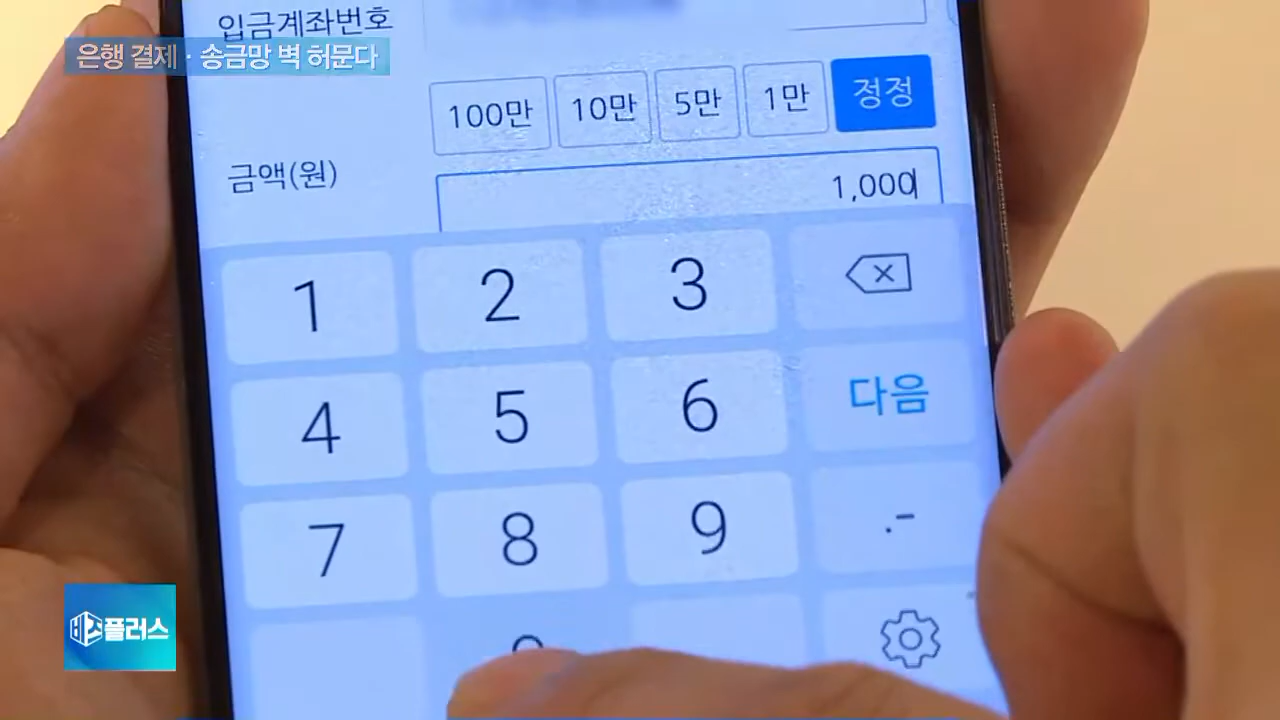 입금계좌번호
은행 결제 · 송금망 벽 허문다
100만 10만 5만 1만 정정
금액(원)
1,000
1 2 3
4 5 6 다음
7 8 9 .-
비즈플러스